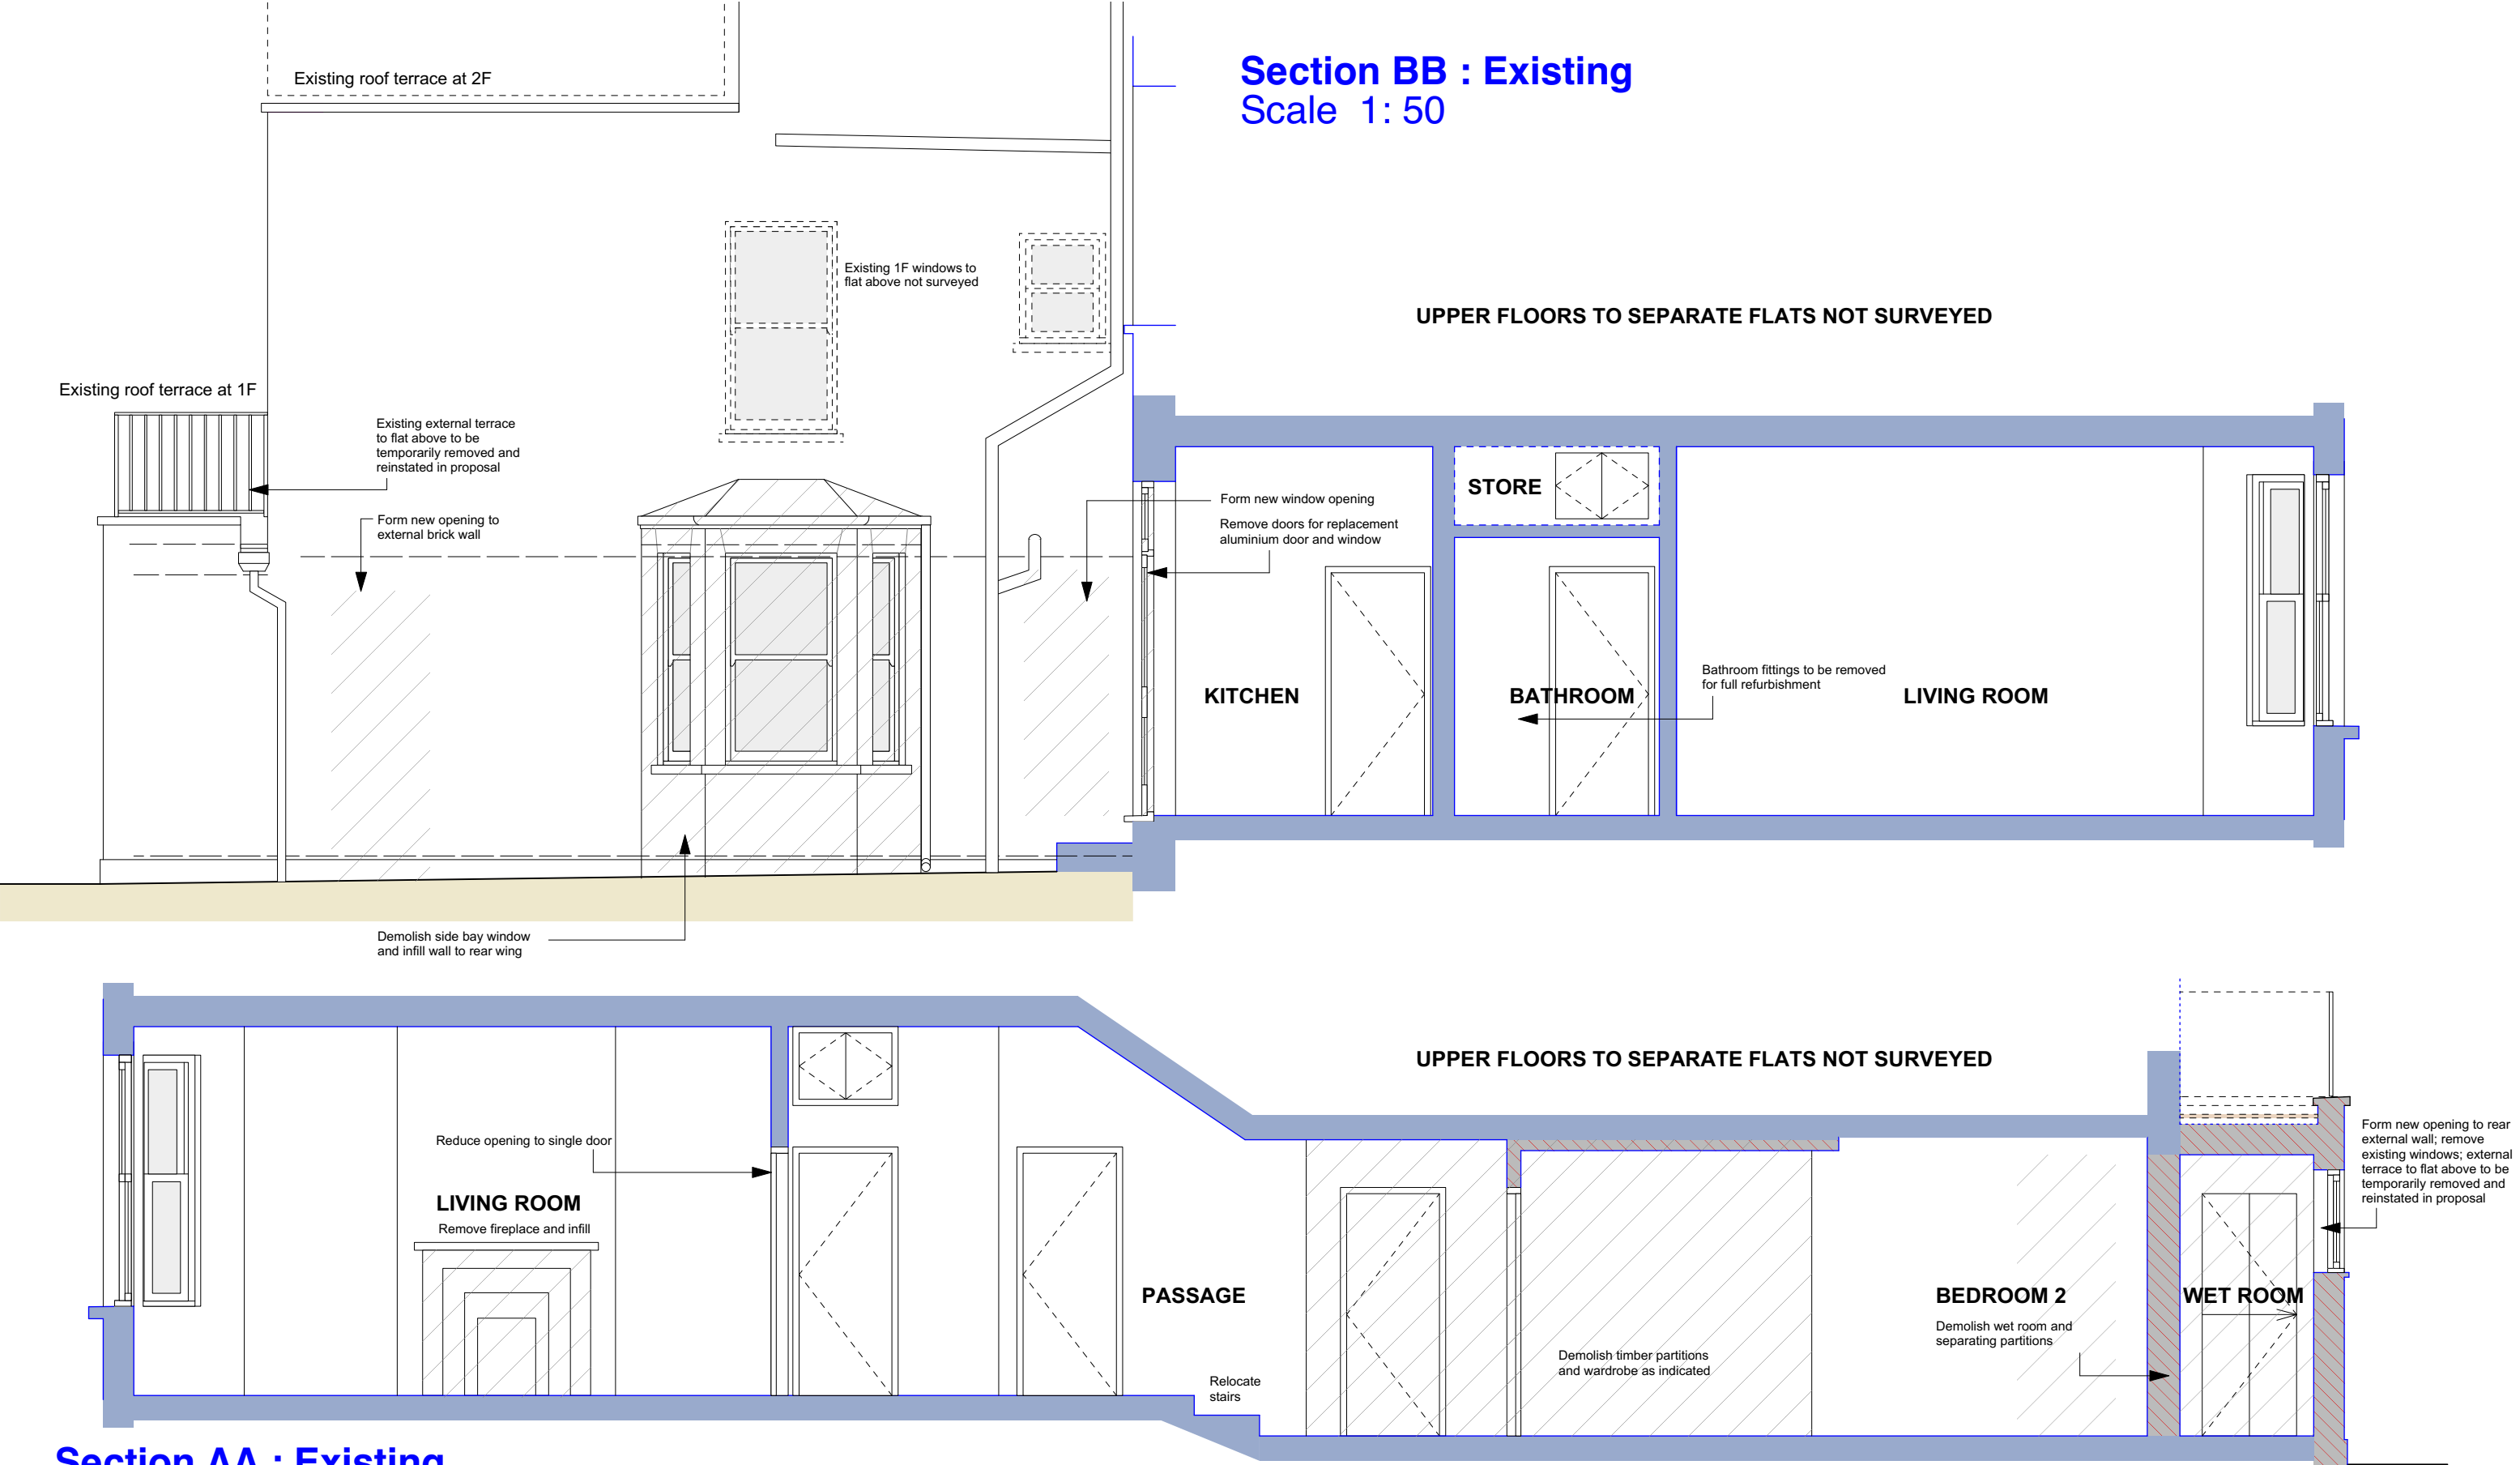 Existing roof terrace at 2F
Section BB : Existing
Scale 1: 50
Existing 1F windows to
flat above not surveyed
UPPER FLOORS TO SEPARATE FLATS NOT SURVEYED
Existing roof terrace at 1F
Existing external terrace
to flat above to be
temporarily removed and
reinstated in proposal
Form new opening to
external brick wall
Form new window opening
Remove doors for replacement
aluminium door and window
STORE
KITCHEN
BATHROOM
Bathroom fittings to be removed
for full refurbishment
LIVING ROOM
Demolish side bay window
and infill wall to rear wing
UPPER FLOORS TO SEPARATE FLATS NOT SURVEYED
Reduce opening to single door
LIVING ROOM
Remove fireplace and infill
PASSAGE
Relocate
stairs
Demolish timber partitions
and wardrobe as indicated
BEDROOM 2
Demolish wet room and
separating partitions
WET ROOM
Form new opening to rear
external wall; remove
existing windows; external
terrace to flat above to be
temporarily removed and
reinstated in proposal
Section AA : Existing